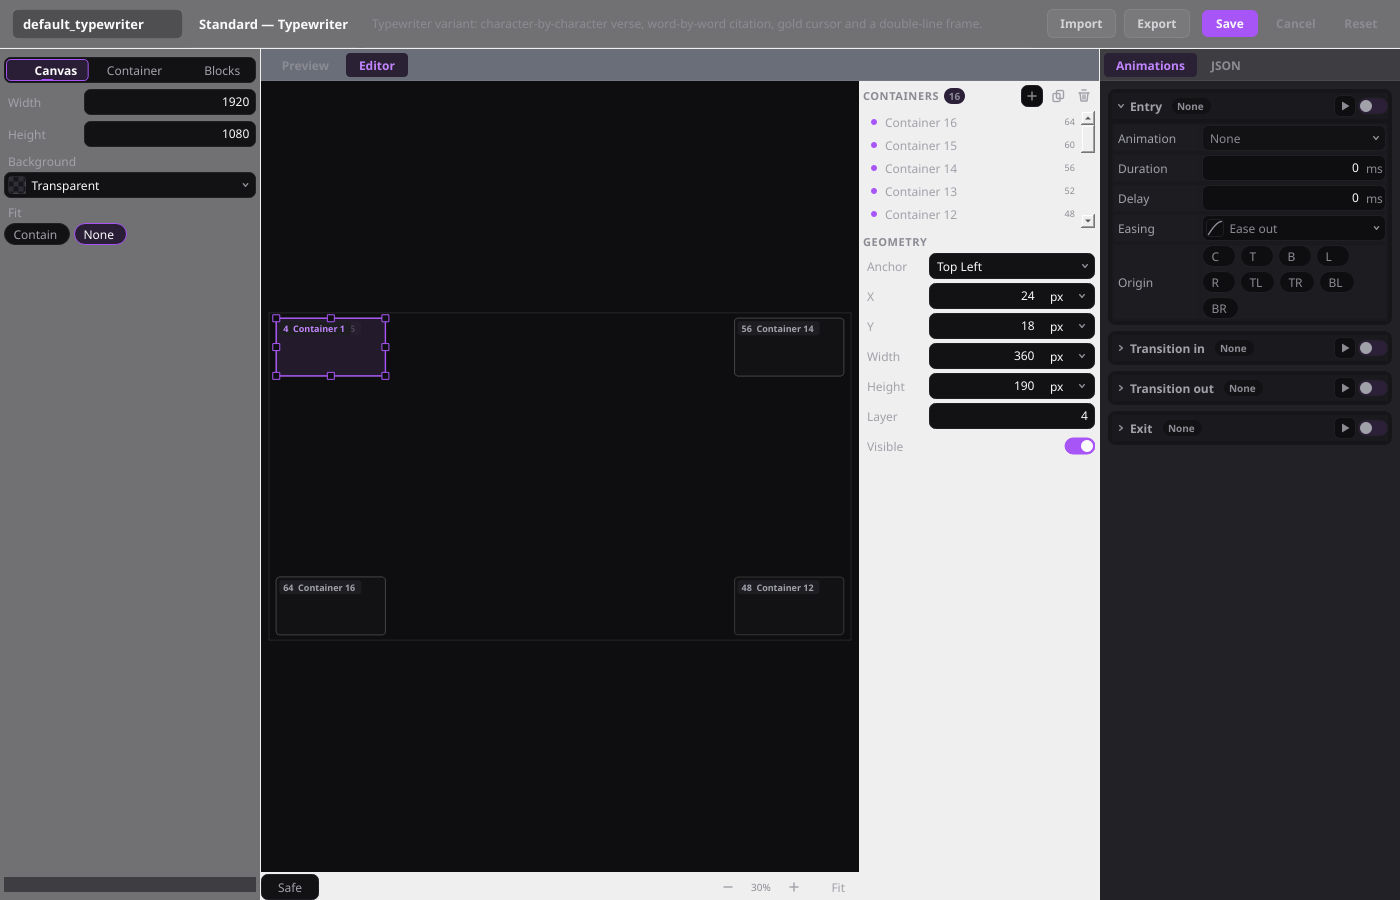 default_typewriter Standard — Typewriter Typewriter variant: character-by-character verse, word-by-word citation, gold cursor and a double-line frame. Import Export Save Cancel Reset
Canvas Container Blocks
Width 1920
Height 1080
Background
Transparent
Fit
Contain None
Preview Editor
4 Container 1 5
56 Container 14
64 Container 16
48 Container 12
Safe
30%
Fit
CONTAINERS 16
Container 16 64
Container 15 60
Container 14 56
Container 13 52
Container 12 48
GEOMETRY
Anchor Top Left
X 24 px
Y 18 px
Width 360 px
Height 190 px
Layer 4
Visible
Animations JSON
Entry None
Animation None
Duration 0 ms
Delay 0 ms
Easing Ease out
Origin
C T B L
R TL TR BL
BR
Transition in None
Transition out None
Exit None